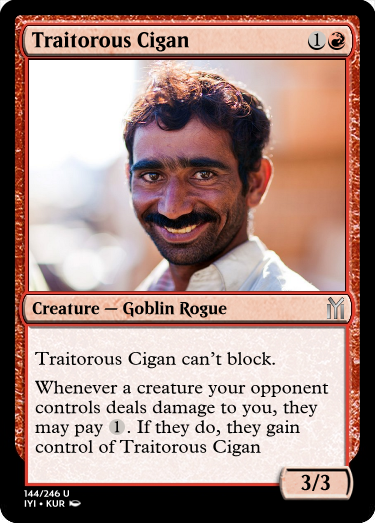 Traitorous Cigan 1
Creature — Goblin Rogue
Traitorous Cigan can't block.
Whenever a creature your opponent
controls deals damage to you, they
may pay 1. If they do, they gain
control of Traitorous Cigan
3/3
144/246 U
IYI • KUR